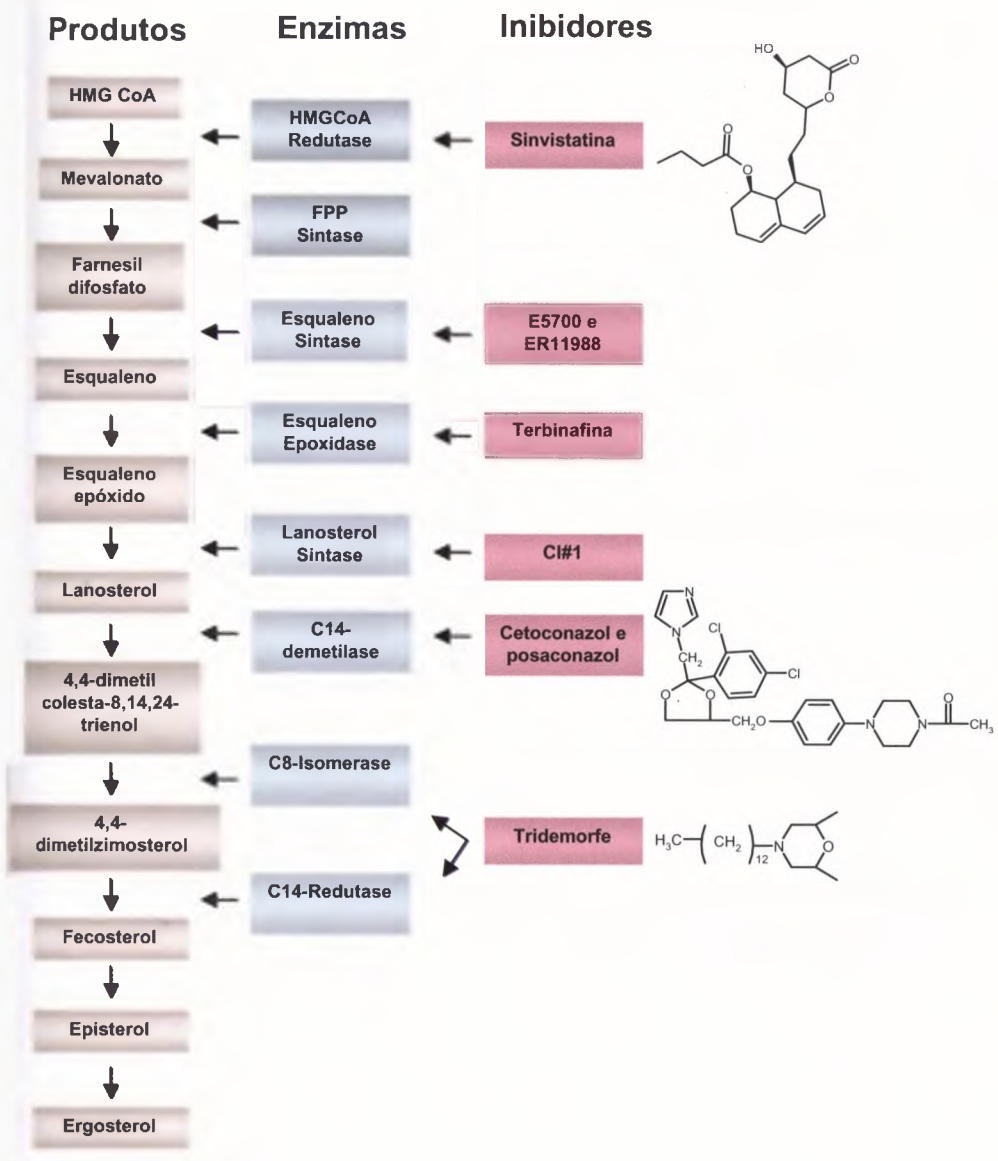 Produtos
Enzimas
Inibidores
HMG CoA
HMGCoA
Redutase
Sinvistatina
HO
O
O
O
O
Mevalonato
FPP
Sintase
Farnesil
difosfato
Esqualeno
Sintase
E5700 e
ER11988
Esqualeno
Esqualeno
Epoxidase
Terbinafina
Esqualeno
epóxido
Lanosterol
Sintase
CI#1
Lanosterol
C14-
demetilase
Cetoconazol e
posaconazol
N
N
CH2
Cl
Cl
O
O
CH2O
N
N
O
CH3
4,4-dimetil
colesta-8,14,24-
trienol
C8-Isomerase
4,4-
dimetilzimosterol
Tridemorfe
H3C
(CH2)12
N
O
C14-Redutase
Fecosterol
Episterol
Ergosterol